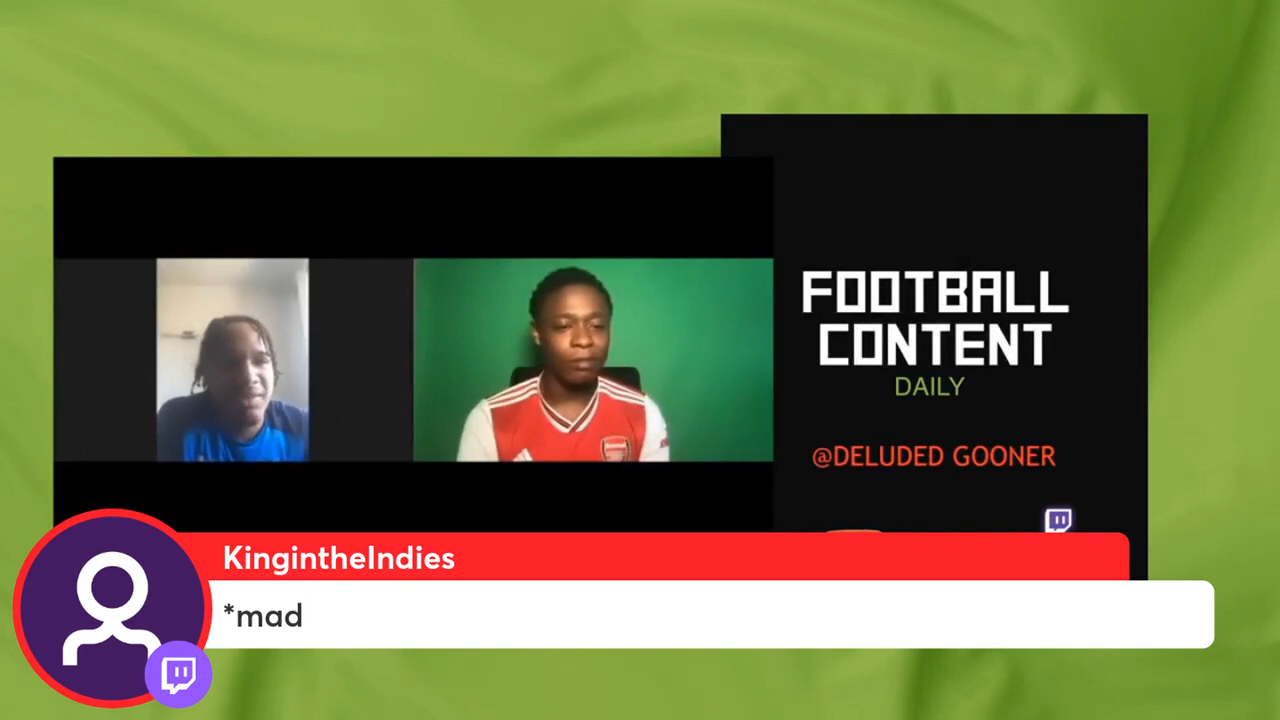 FOOTBALL
CONTENT
DAILY
@DELUDED GOONER
KingintheIndies
*mad